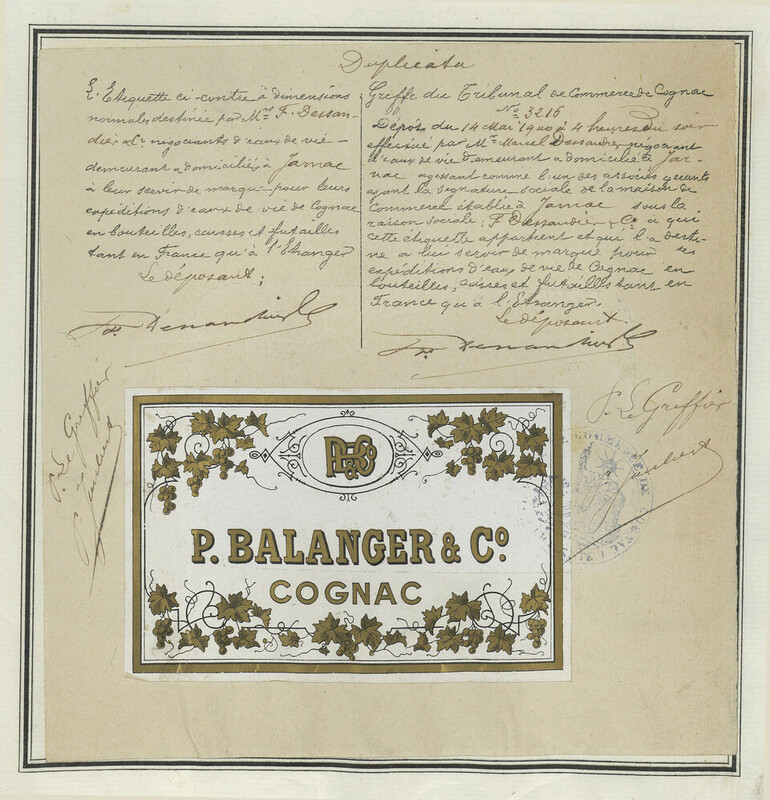 Duplicata
L'Etiquette ci-contre à dimensions
normales destinée par Mrs F. Dessan-
dier & Co. négociants d'eaux de vie -
demeurant & domiciliés à Jarnac
à leur servir de marque pour leurs
expéditions d'eaux de vie de Cognac
en bouteilles, caisses et futailles
tant en France qu'à l'Etranger
Le déposant;
Greffe du Tribunal de Commerce de Cognac
No 3216
Dépôt du 14 Mai 1900 à 4 heures du soir
effectué par Mr Marcel Dessandier, négociant
d'eaux de vie demeurant & domicilié à Jar-
nac agissant comme l'un des associés gérants
ayant la signature sociale de la maison de
Commerce établie à Jarnac sous la
raison sociale; F. Dessandier & Co à qui
cette étiquette appartient et qui l'a desti-
née à lui servir de marque pour ses
expéditions d'eaux de vie de Cognac en
bouteilles, caisses et futailles tant en
France qu'à l'Etranger.
Le déposant.
P. Le Greffier
P. Le Greffier
P & Co
P. BALANGER & Co
COGNAC